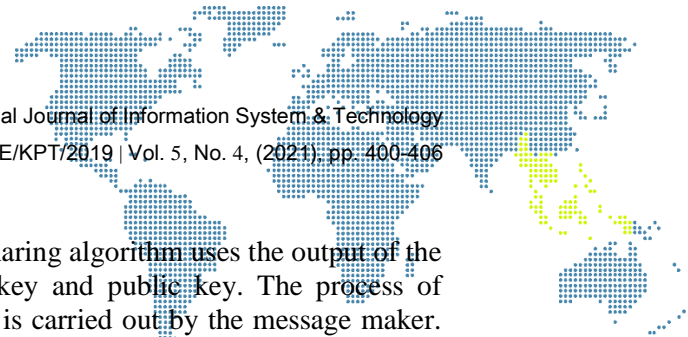 al Journal of Information System & Technology
E/KPT/2019 | Vol. 5, No. 4, (2021), pp. 400-406
aring algorithm uses the output of the
key and public key. The process of
is carried out by the message maker.